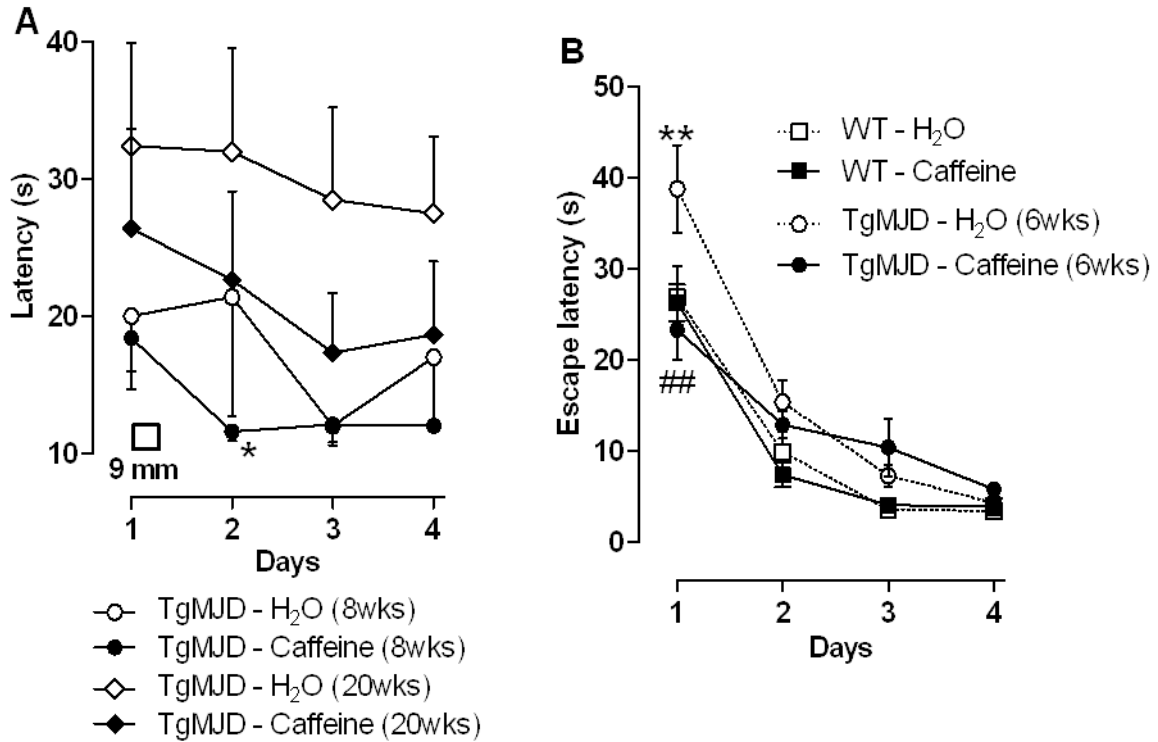 A
40
30
20
10
Latency (s)
*
9 mm
1 2 3 4
Days
TgMJD - H₂O (8wks)
TgMJD - Caffeine (8wks)
TgMJD - H₂O (20wks)
TgMJD - Caffeine (20wks)
B
50
40
30
20
10
0
Escape latency (s)
**
##
WT - H₂O
WT - Caffeine
TgMJD - H₂O (6wks)
TgMJD - Caffeine (6wks)
1 2 3 4
Days